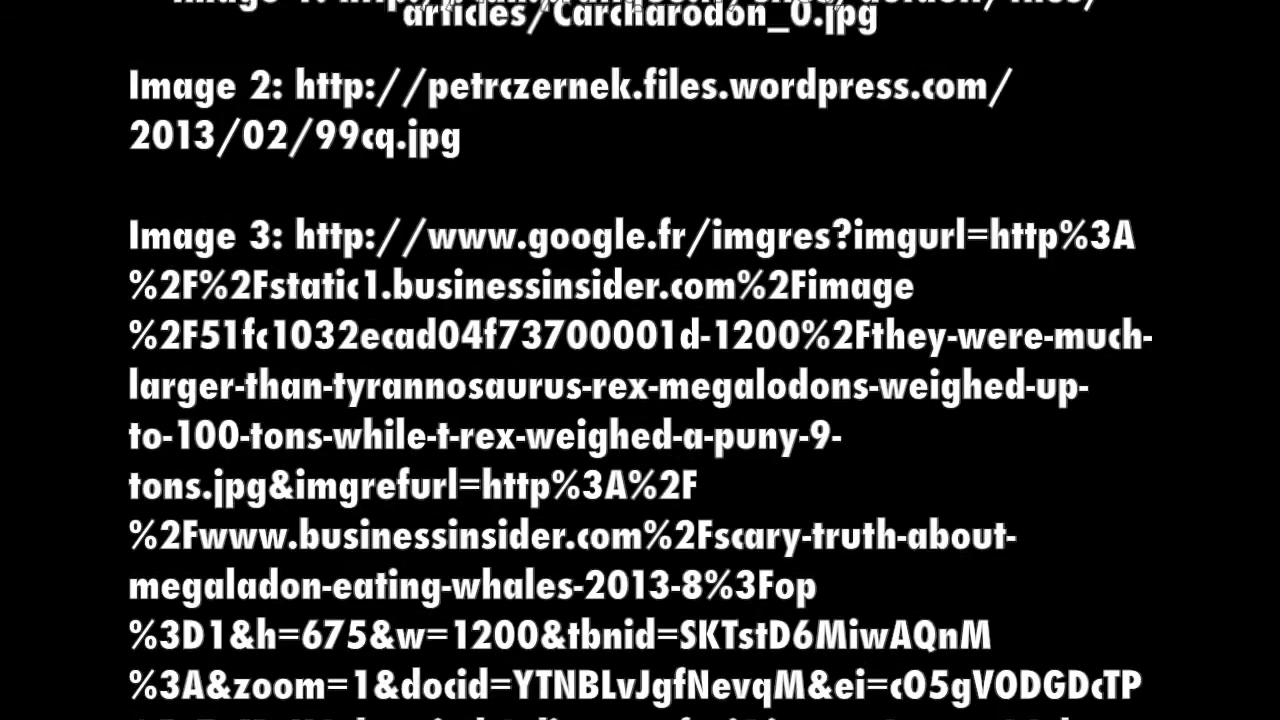 articles/Carcharodon_0.jpg
Image 2: http://petrczernek.files.wordpress.com/
2013/02/99cq.jpg
Image 3: http://www.google.fr/imgres?imgurl=http%3A
%2F%2Fstatic1.businessinsider.com%2Fimage
%2F51fc1032ecad04f73700001d-1200%2Fthey-were-much-
larger-than-tyrannosaurus-rex-megalodons-weighed-up-
to-100-tons-while-t-rex-weighed-a-puny-9-
tons.jpg&imgrefurl=http%3A%2F
%2Fwww.businessinsider.com%2Fscary-truth-about-
megaladon-eating-whales-2013-8%3Fop
%3D1&h=675&w=1200&tbnid=SKTstD6MiwAQnM
%3A&zoom=1&docid=YTNBLvJgfNevqM&ei=cO5gVODGDcTP